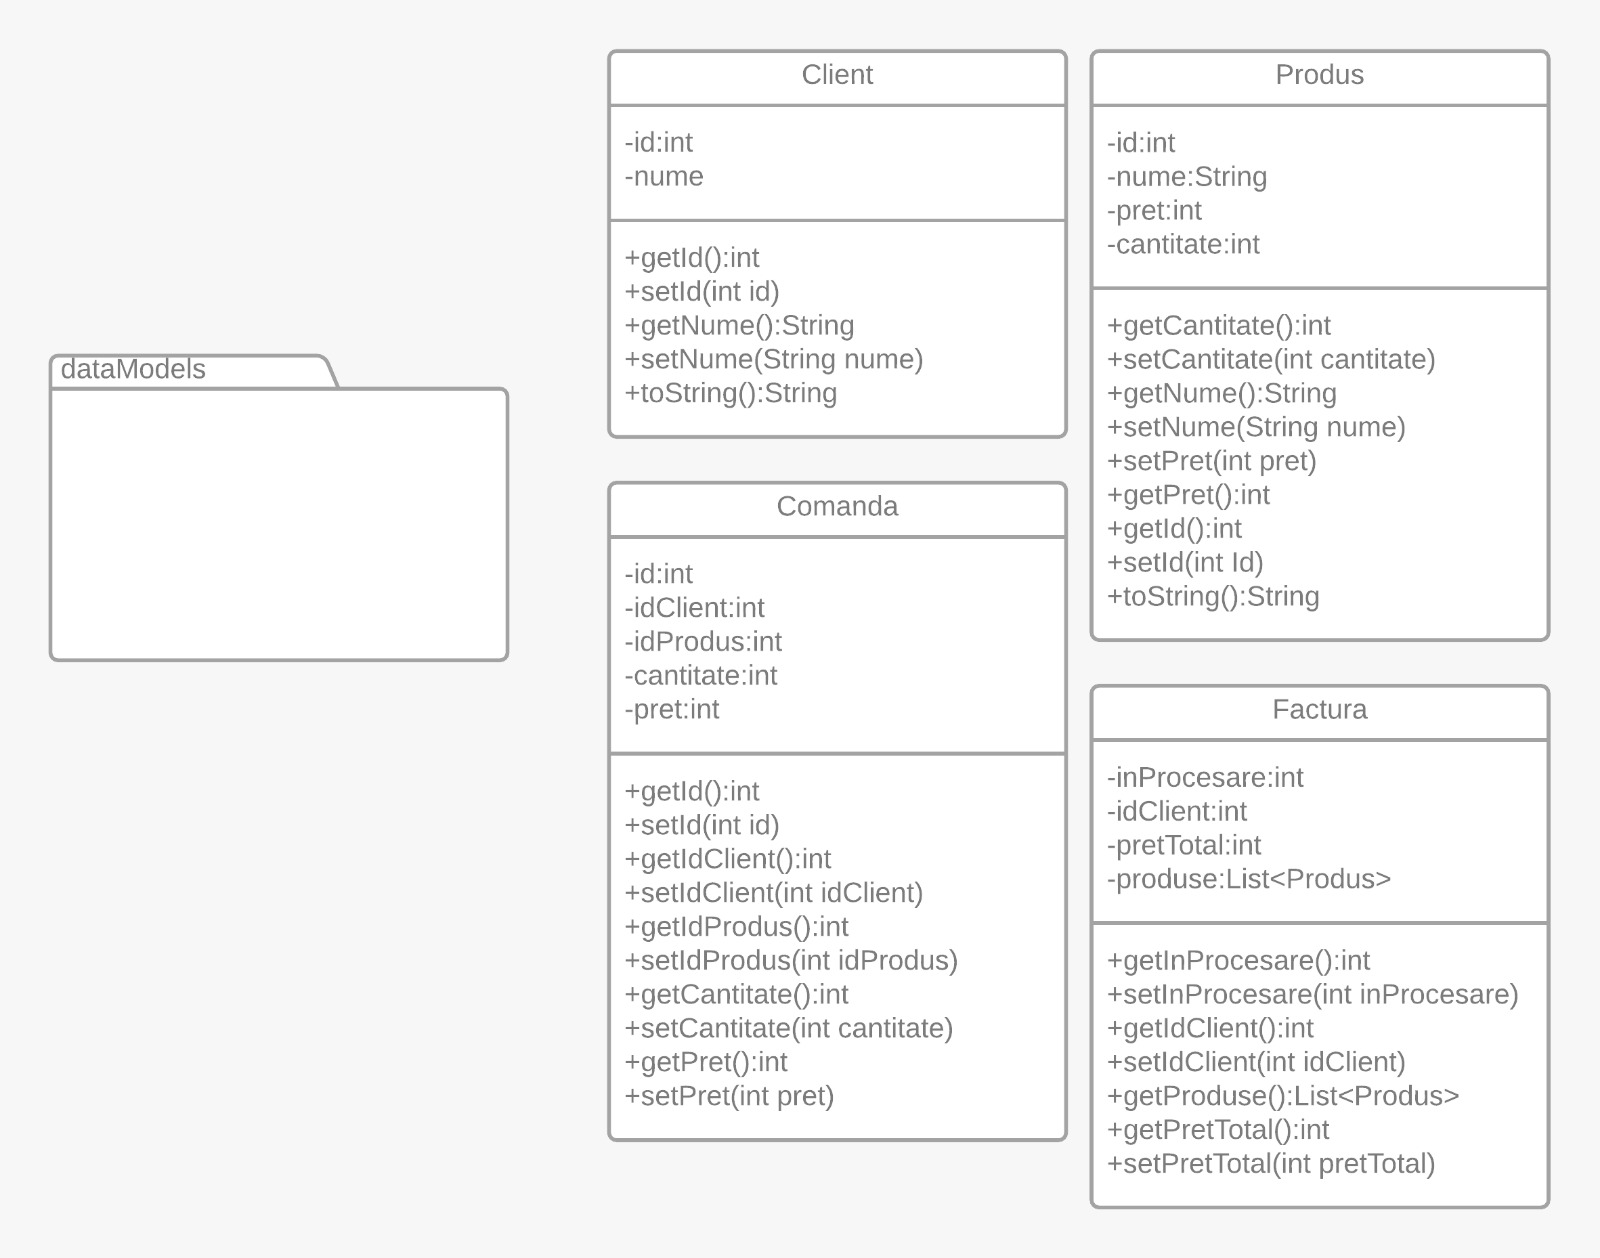 dataModels
Client
-id:int
-nume
+getId():int
+setId(int id)
+getNume():String
+setNume(String nume)
+toString():String
Comanda
-id:int
-idClient:int
-idProdus:int
-cantitate:int
-pret:int
+getId():int
+setId(int id)
+getIdClient():int
+setIdClient(int idClient)
+getIdProdus():int
+setIdProdus(int idProdus)
+getCantitate():int
+setCantitate(int cantitate)
+getPret():int
+setPret(int pret)
Produs
-id:int
-nume:String
-pret:int
-cantitate:int
+getCantitate():int
+setCantitate(int cantitate)
+getNume():String
+setNume(String nume)
+setPret(int pret)
+getPret():int
+getId():int
+setId(int Id)
+toString():String
Factura
-inProcesare:int
-idClient:int
-pretTotal:int
-produse:List<Produs>
+getInProcesare():int
+setInProcesare(int inProcesare)
+getIdClient():int
+setIdClient(int idClient)
+getProduse():List<Produs>
+getPretTotal():int
+setPretTotal(int pretTotal)